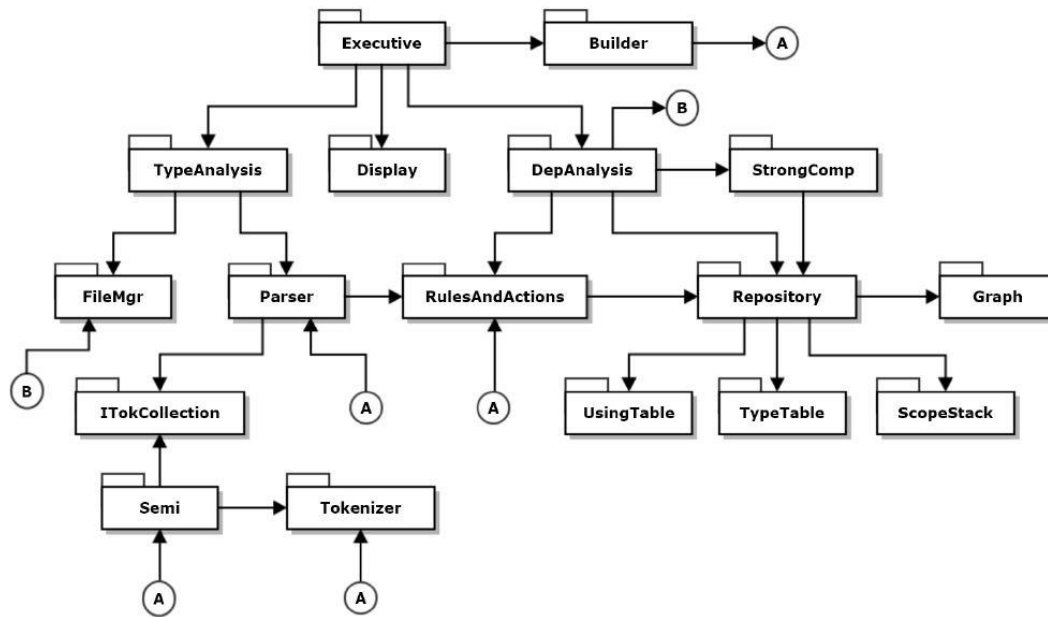 Executive
Builder
A
B
TypeAnalysis
Display
DepAnalysis
StrongComp
FileMgr
Parser
RulesAndActions
Repository
Graph
B
A
A
ITokCollection
UsingTable
TypeTable
ScopeStack
Semi
Tokenizer
A
A